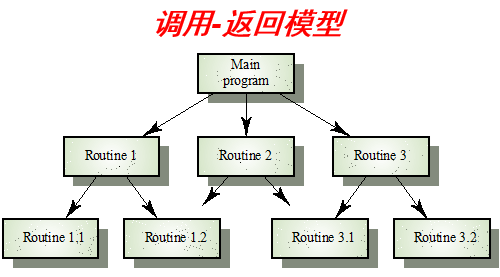 调用-返回模型
Main
program
Routine 1
Routine 2
Routine 3
Routine 1.1
Routine 1.2
Routine 3.1
Routine 3.2